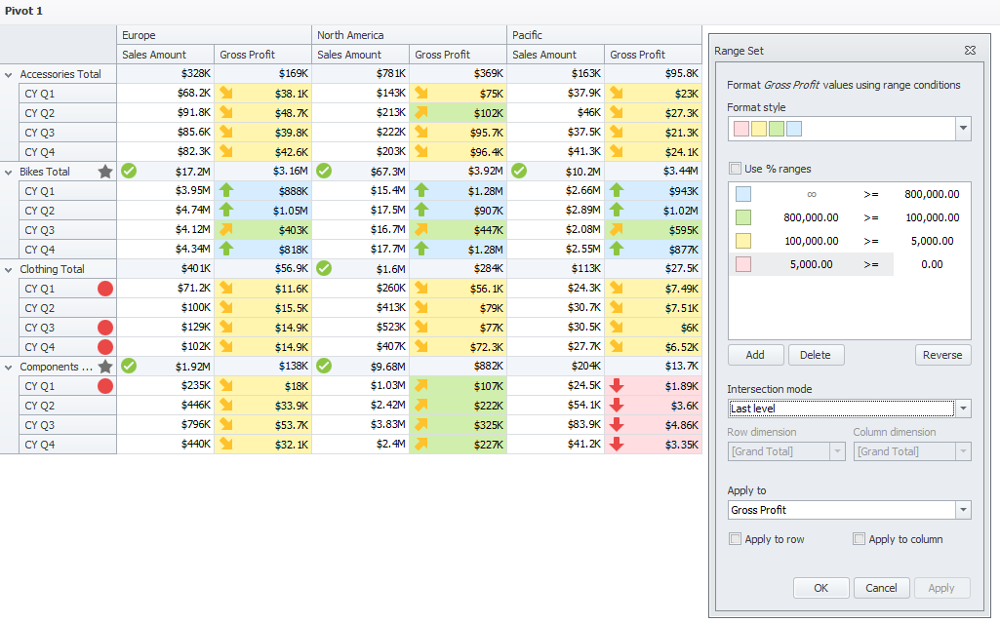 Pivot 1
Europe North America Pacific
Sales Amount Gross Profit Sales Amount Gross Profit Sales Amount Gross Profit
Accessories Total $328K $169K $781K $369K $163K $95.8K
CY Q1 $68.2K $38.1K $143K $75K $37.9K $23K
CY Q2 $91.8K $48.7K $213K $102K $46K $27.3K
CY Q3 $85.6K $39.8K $222K $95.7K $37.5K $21.3K
CY Q4 $82.3K $42.6K $203K $96.4K $41.3K $24.1K
Bikes Total $17.2M $3.16M $67.3M $3.92M $10.2M $3.44M
CY Q1 $3.95M $888K $15.4M $1.28M $2.66M $943K
CY Q2 $4.74M $1.05M $17.5M $907K $2.89M $1.02M
CY Q3 $4.12M $403K $16.7M $447K $2.08M $595K
CY Q4 $4.34M $818K $17.7M $1.28M $2.55M $877K
Clothing Total $401K $56.9K $1.6M $284K $113K $27.5K
CY Q1 $71.2K $11.6K $260K $56.1K $24.3K $7.49K
CY Q2 $100K $15.5K $413K $79K $30.7K $7.51K
CY Q3 $129K $14.9K $523K $77K $30.5K $6K
CY Q4 $102K $14.9K $407K $72.3K $27.7K $6.52K
Components ... $1.92M $138K $9.68M $882K $204K $13.7K
CY Q1 $235K $18K $1.03M $107K $24.5K $1.89K
CY Q2 $446K $33.9K $2.42M $222K $54.1K $3.6K
CY Q3 $796K $53.7K $3.83M $325K $83.9K $4.86K
CY Q4 $440K $32.1K $2.4M $227K $41.2K $3.35K
Range Set
Format Gross Profit values using range conditions
Format style
Use % ranges
∞ >= 800,000.00
800,000.00 >= 100,000.00
100,000.00 >= 5,000.00
5,000.00 >= 0.00
Add Delete Reverse
Intersection mode
Last level
Row dimension Column dimension
[Grand Total] [Grand Total]
Apply to
Gross Profit
Apply to row Apply to column
OK Cancel Apply